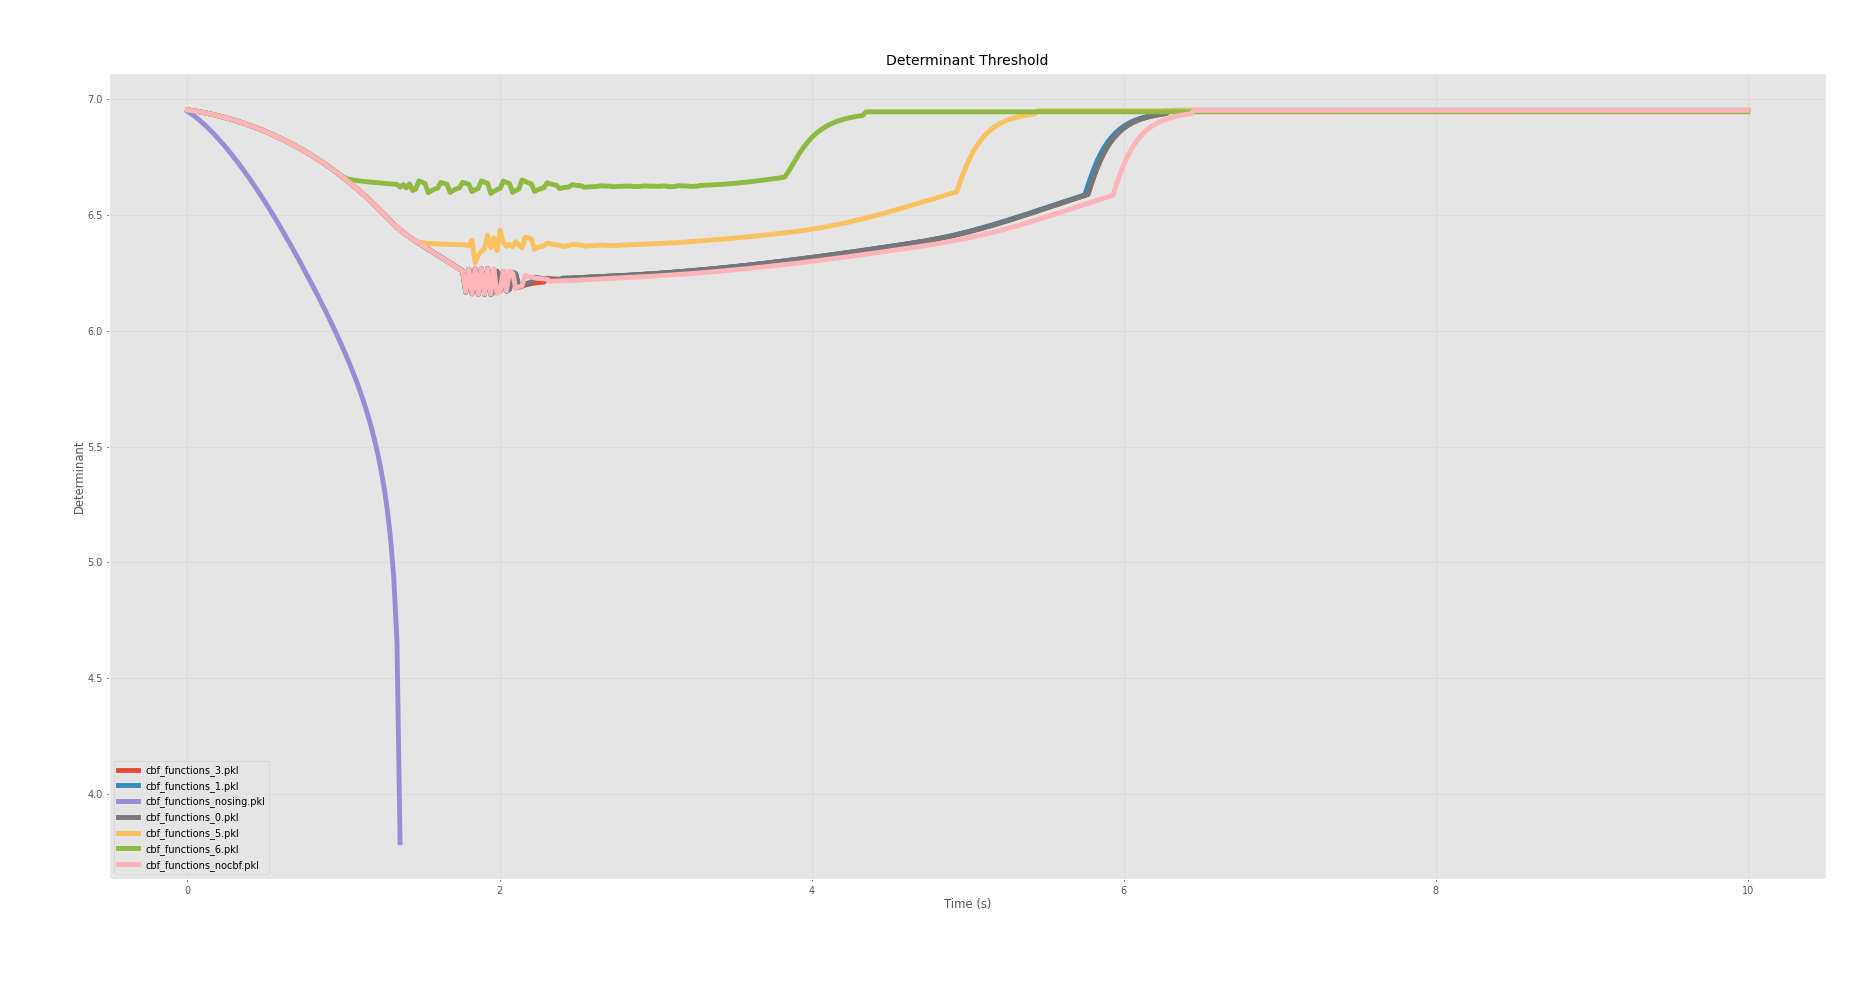 Determinant Threshold
7.0
6.5
6.0
5.5
5.0
4.5
4.0
Determinant
cbf_functions_3.pkl
cbf_functions_1.pkl
cbf_functions_nosing.pkl
cbf_functions_0.pkl
cbf_functions_5.pkl
cbf_functions_6.pkl
cbf_functions_nocbf.pkl
0 2 4 6 8 10
Time (s)